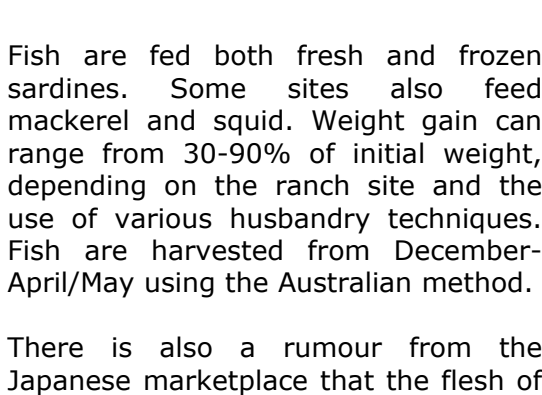 Fish are fed both fresh and frozen
sardines. Some sites also feed
mackerel and squid. Weight gain can
range from 30-90% of initial weight,
depending on the ranch site and the
use of various husbandry techniques.
Fish are harvested from December-
April/May using the Australian method.
There is also a rumour from the
Japanese marketplace that the flesh of